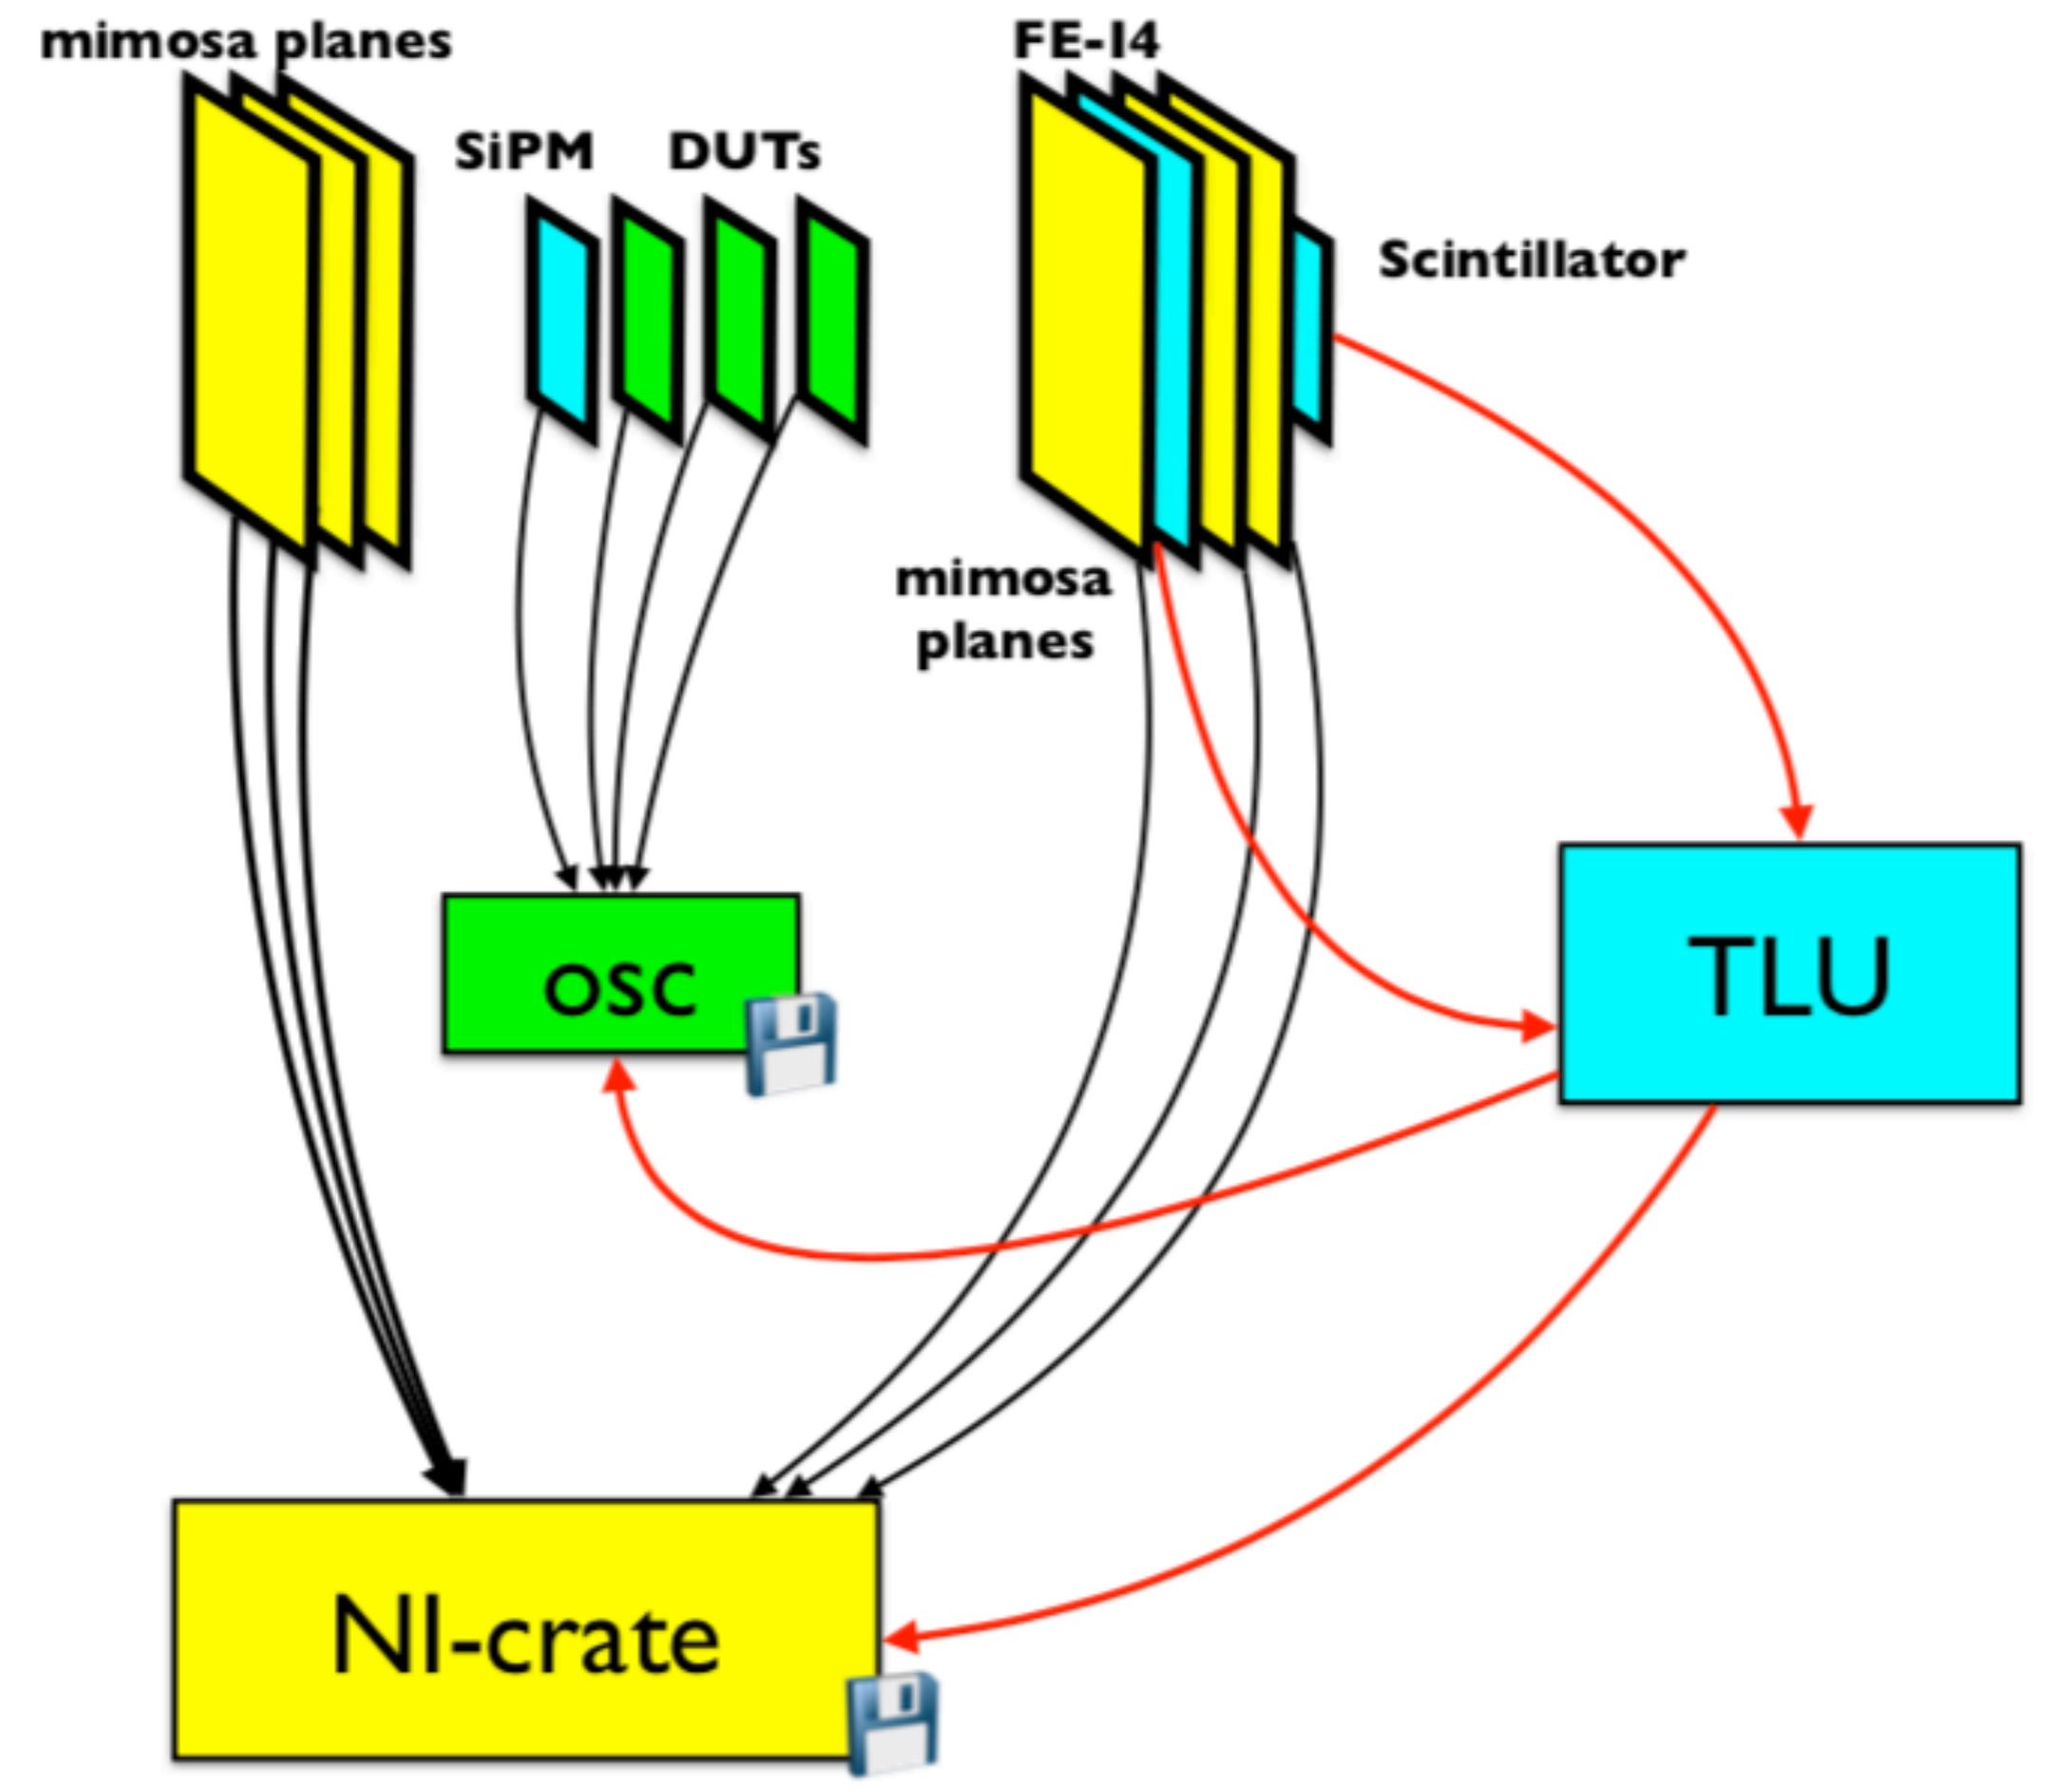 mimosa planes
FE-I4
SiPM
DUTs
Scintillator
mimosa
planes
OSC
TLU
NI-crate